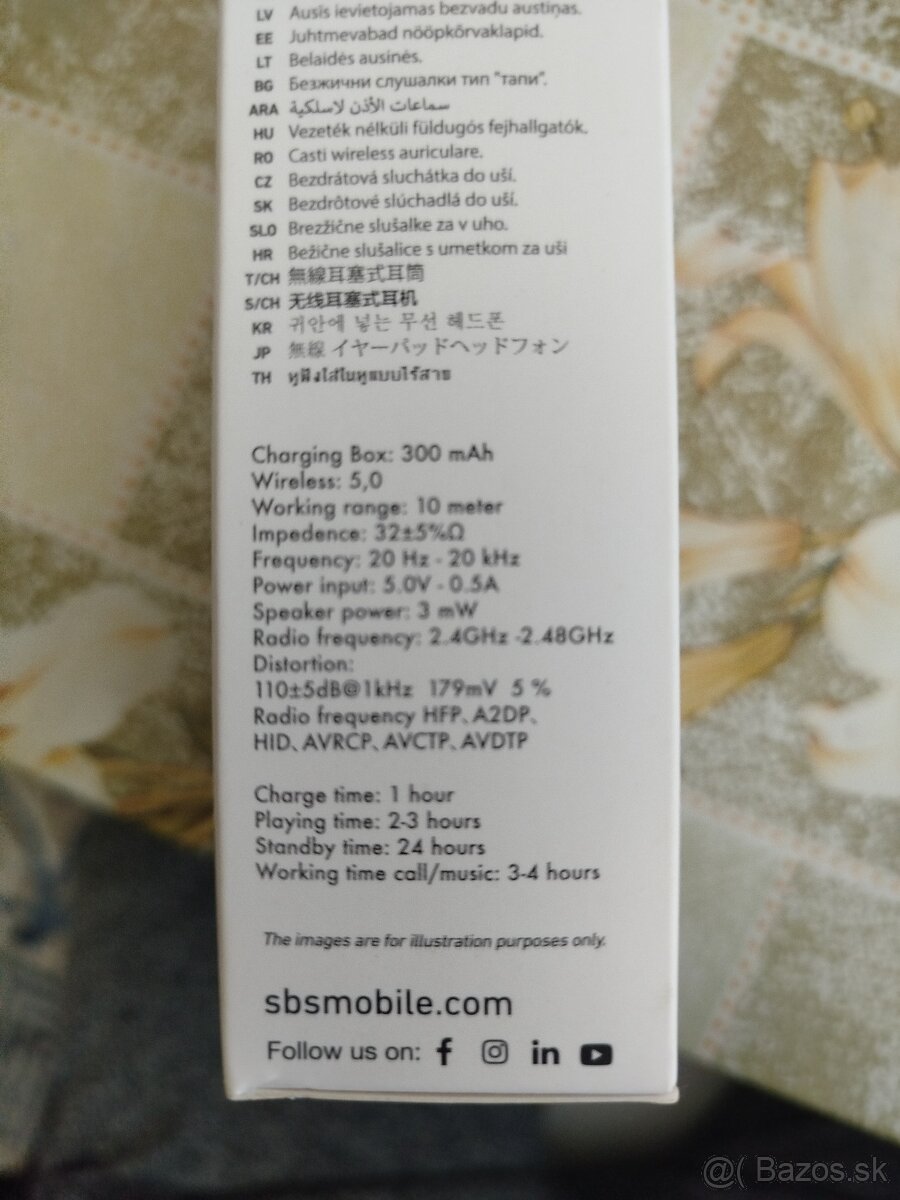 LV Ausis ievietojamas bezvadu austiņas.
EE Juhtmevabad nööpkõrvaklapid.
LT Belaidės ausinės.
BG Безжични слушалки тип "тапи".
ARA سماعات الأذن لاسلكية
HU Vezeték nélküli füldugós fejhallgatók.
RO Casti wireless auriculare.
CZ Bezdrátová sluchátka do uší.
SK Bezdrôtové slúchadlá do uší.
SLO Brezžične slušalke za v uho.
HR Bežične slušalice s umetkom za uši
T/CH 無線耳塞式耳筒
S/CH 无线耳塞式耳机
KR 귀안에 넣는 무선 헤드폰
JP 無線 イヤーパッドヘッドフォン
TH หูฟังใส่ในหูแบบไร้สาย
Charging Box: 300 mAh
Wireless: 5,0
Working range: 10 meter
Impedence: 32±5%Ω
Frequency: 20 Hz - 20 kHz
Power input: 5.0V - 0.5A
Speaker power: 3 mW
Radio frequency: 2.4GHz -2.48GHz
Distortion:
110±5dB@1kHz 179mV 5 %
Radio frequency HFP、A2DP、
HID、AVRCP、AVCTP、AVDTP
Charge time: 1 hour
Playing time: 2-3 hours
Standby time: 24 hours
Working time call/music: 3-4 hours
The images are for illustration purposes only.
sbsmobile.com
Follow us on:
@( Bazos.sk